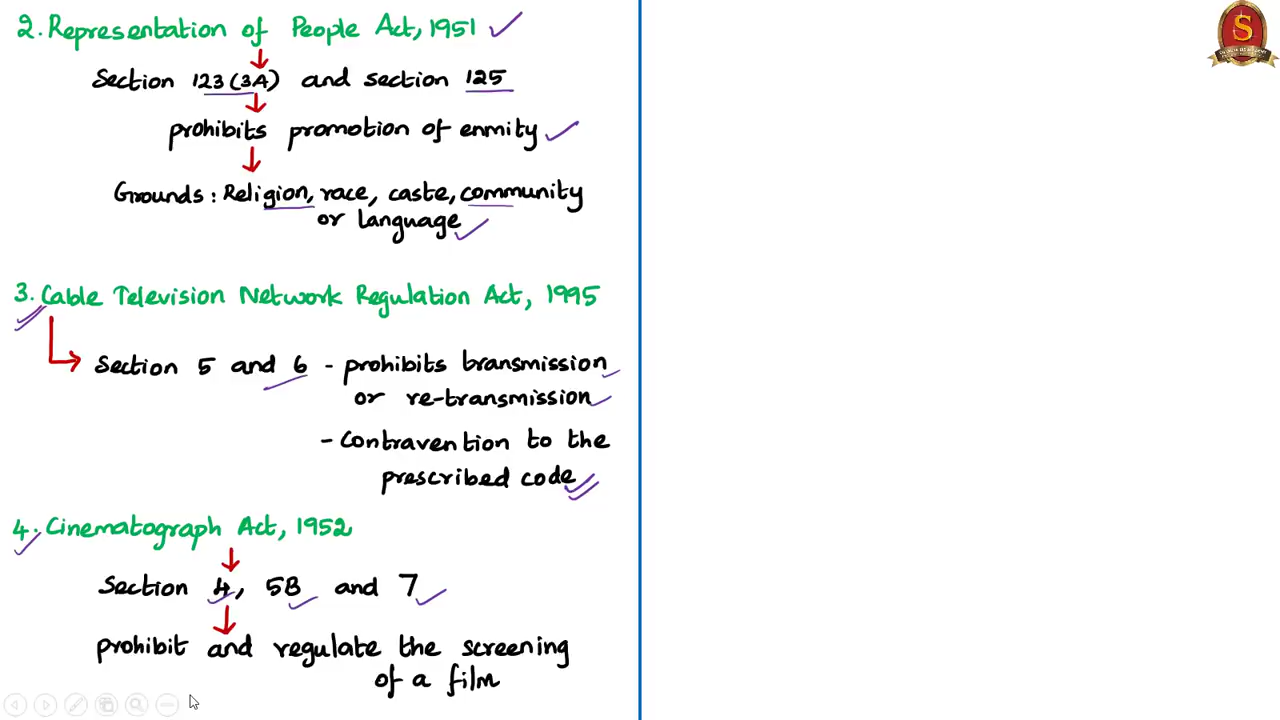 2. Representation of People Act, 1951
Section 123(3A) and section 125
prohibits promotion of enmity
Grounds: Religion, race, caste, community
or language
3. Cable Television Network Regulation Act, 1995
Section 5 and 6 - prohibits transmission
or re-transmission
- Contravention to the
prescribed code
4. Cinematograph Act, 1952
Section 4, 5B and 7
prohibit and regulate the screening
of a film
S